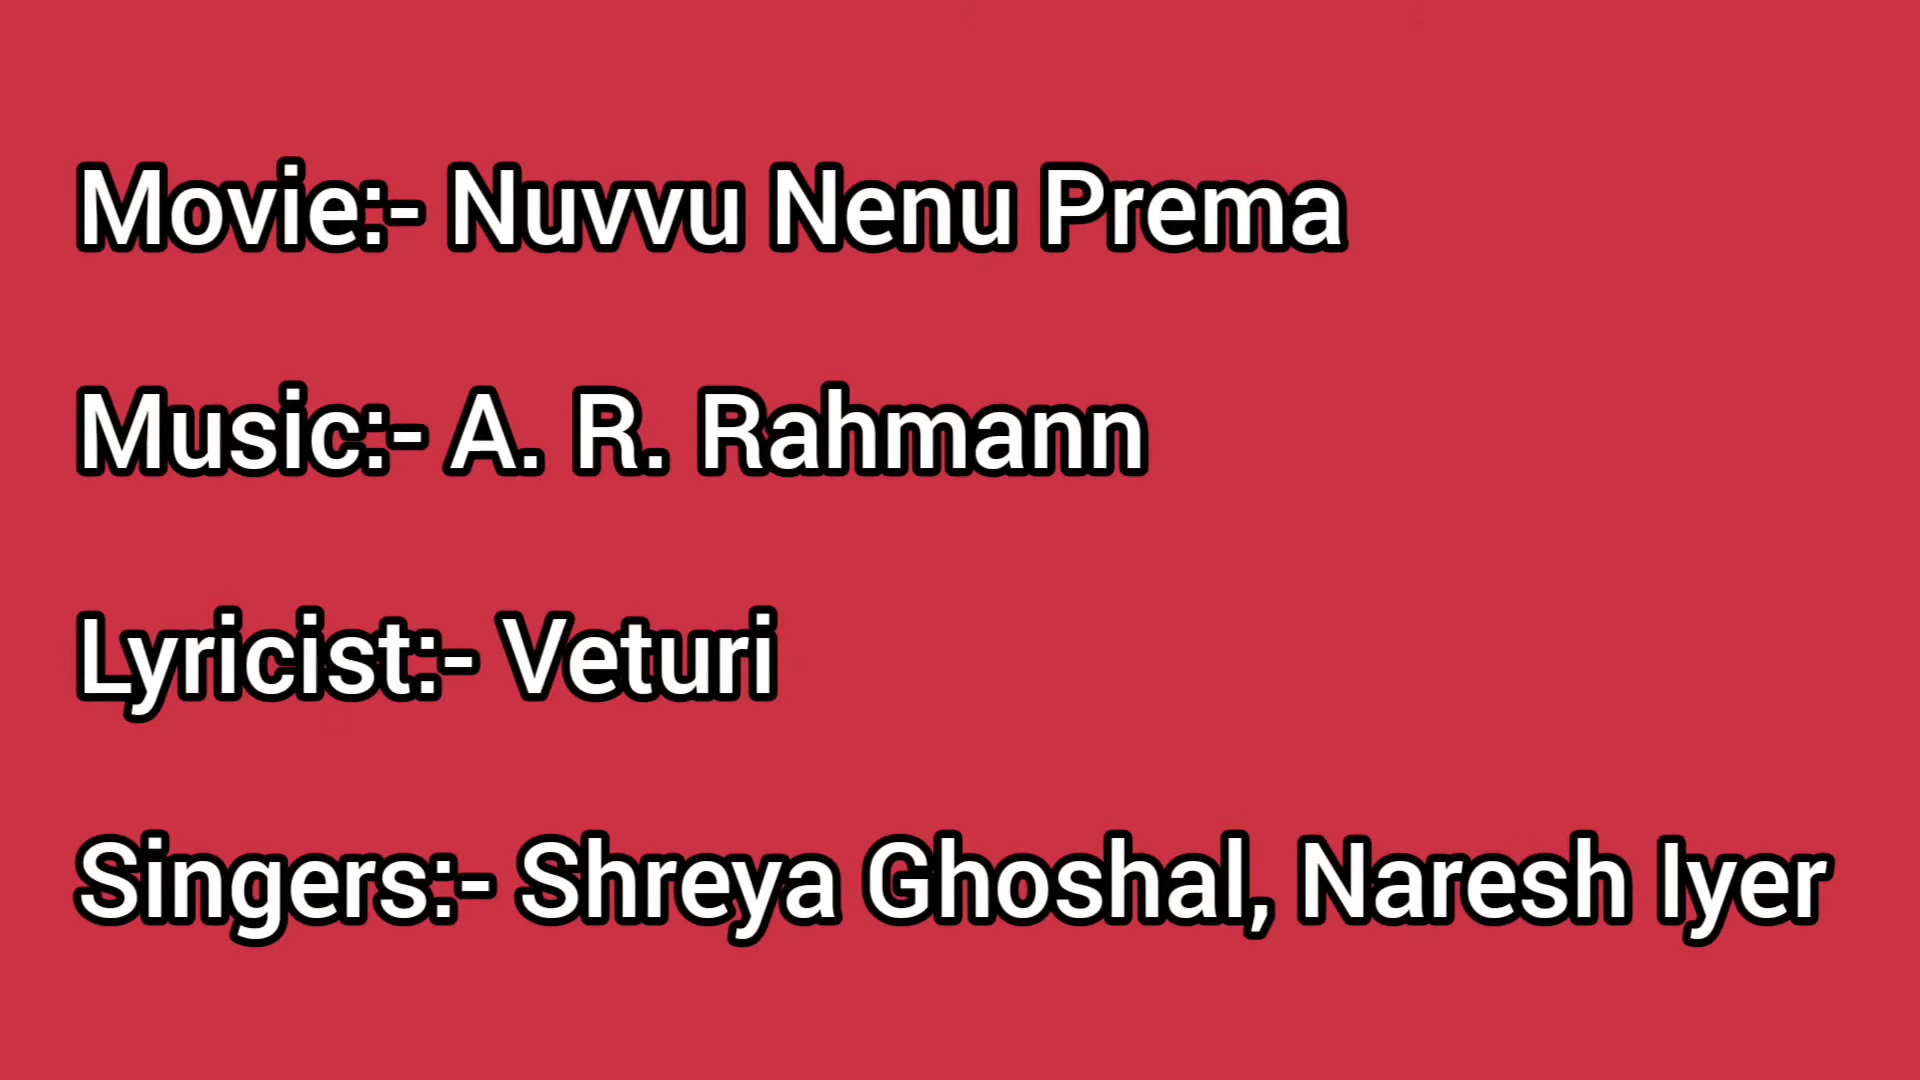 Movie:- Nuvvu Nenu Prema
Music:- A. R. Rahmann
Lyricist:- Veturi
Singers:- Shreya Ghoshal, Naresh Iyer